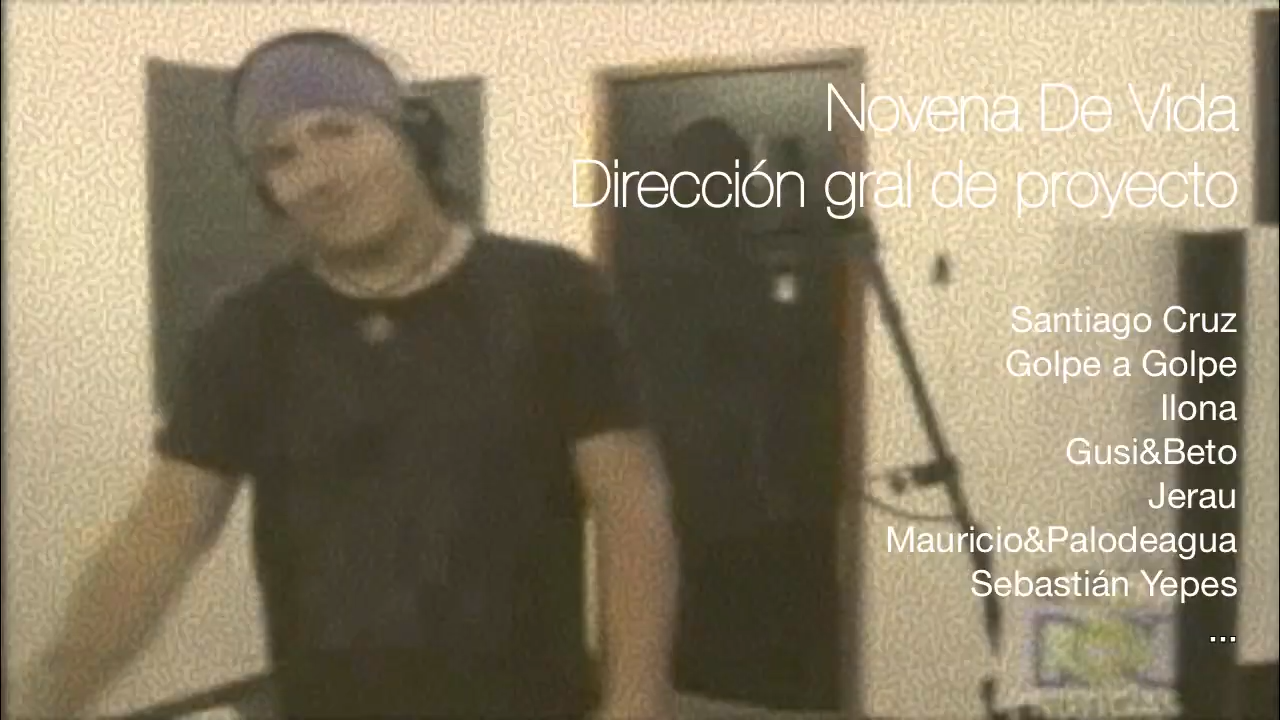 Novena De Vida
Dirección gral de proyecto
Santiago Cruz
Golpe a Golpe
Ilona
Gusi&Beto
Jerau
Mauricio&Palodeagua
Sebastián Yepes
...